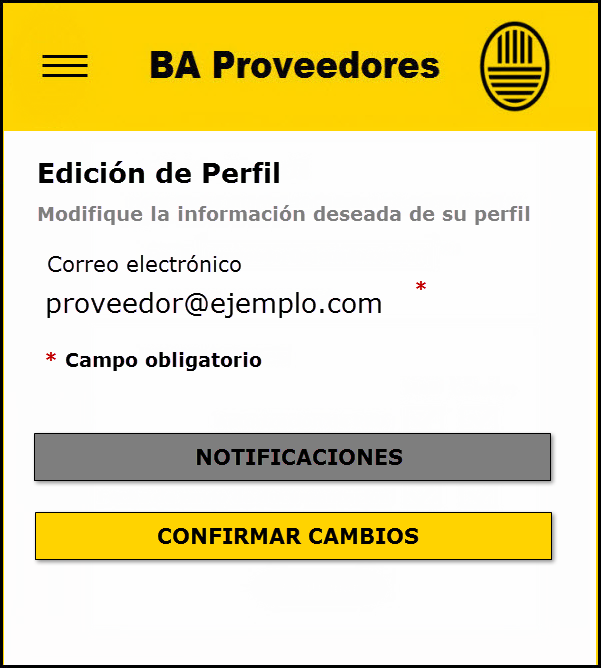 BA Proveedores
Edición de Perfil
Modifique la información deseada de su perfil
Correo electrónico
proveedor@ejemplo.com *
* Campo obligatorio
NOTIFICACIONES
CONFIRMAR CAMBIOS